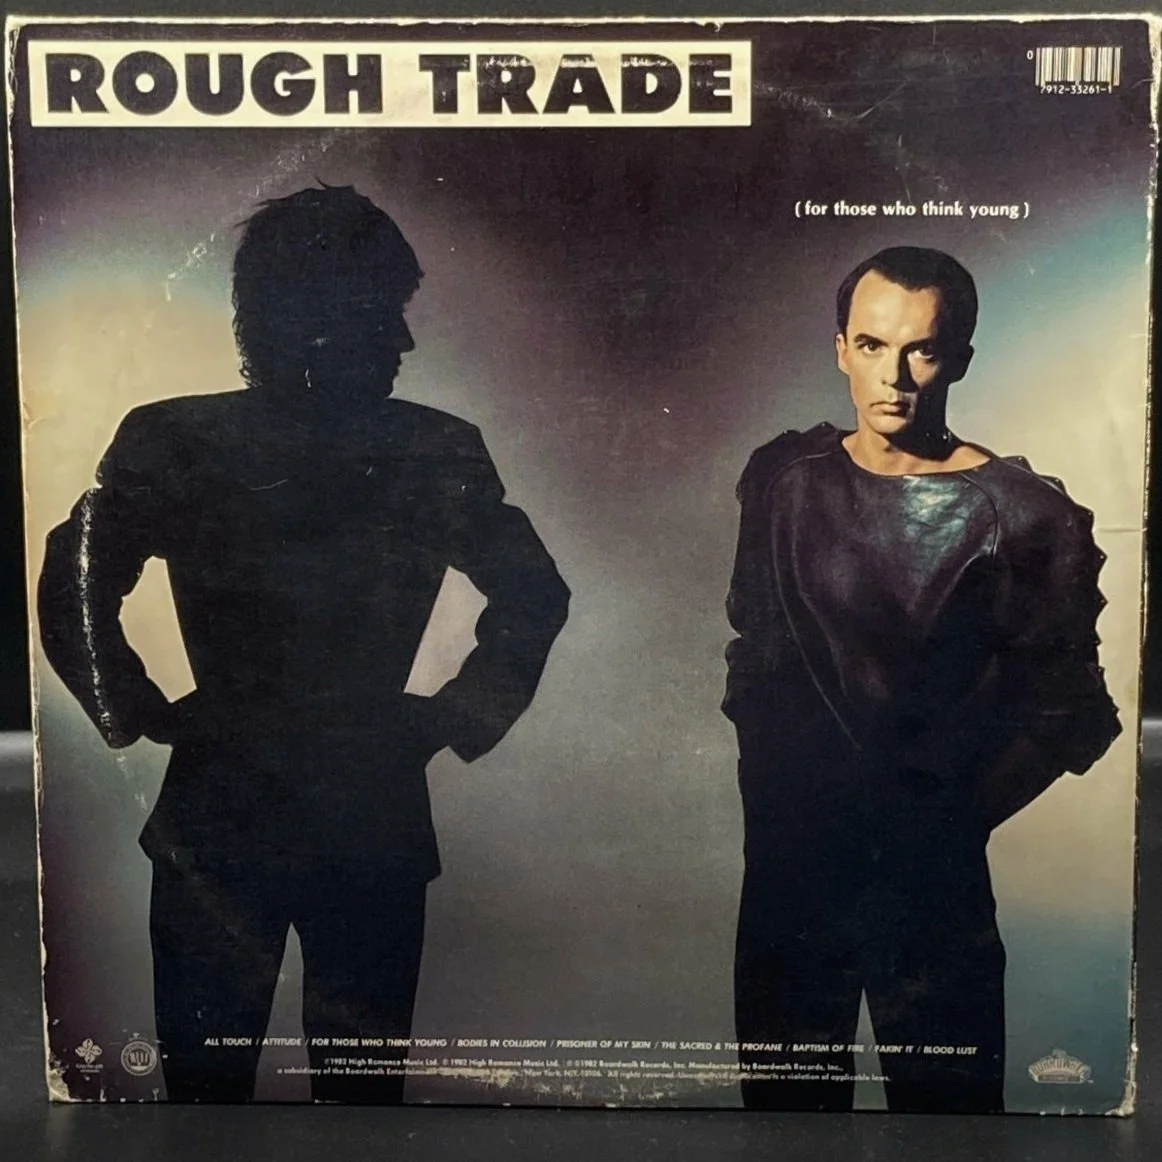 ROUGH TRADE
0
7912-33261-1
( for those who think young )
ALL TOUCH / ATTITUDE / FOR THOSE WHO THINK YOUNG / BODIES IN COLLISION / PRISONER OF MY SKIN / THE SACRED & THE PROFANE / BAPTISM OF FIRE / FAKIN' IT / BLOOD LUST
℗1982 High Romance Music Ltd. © 1982 High Romance Music Ltd. ℗ ©1982 Boardwalk Records, Inc. Manufactured by Boardwalk Records, Inc.,
a subsidiary of the Boardwalk Entertainment New York, N.Y. All rights reserved. is a violation of applicable laws.
BOARDWALK